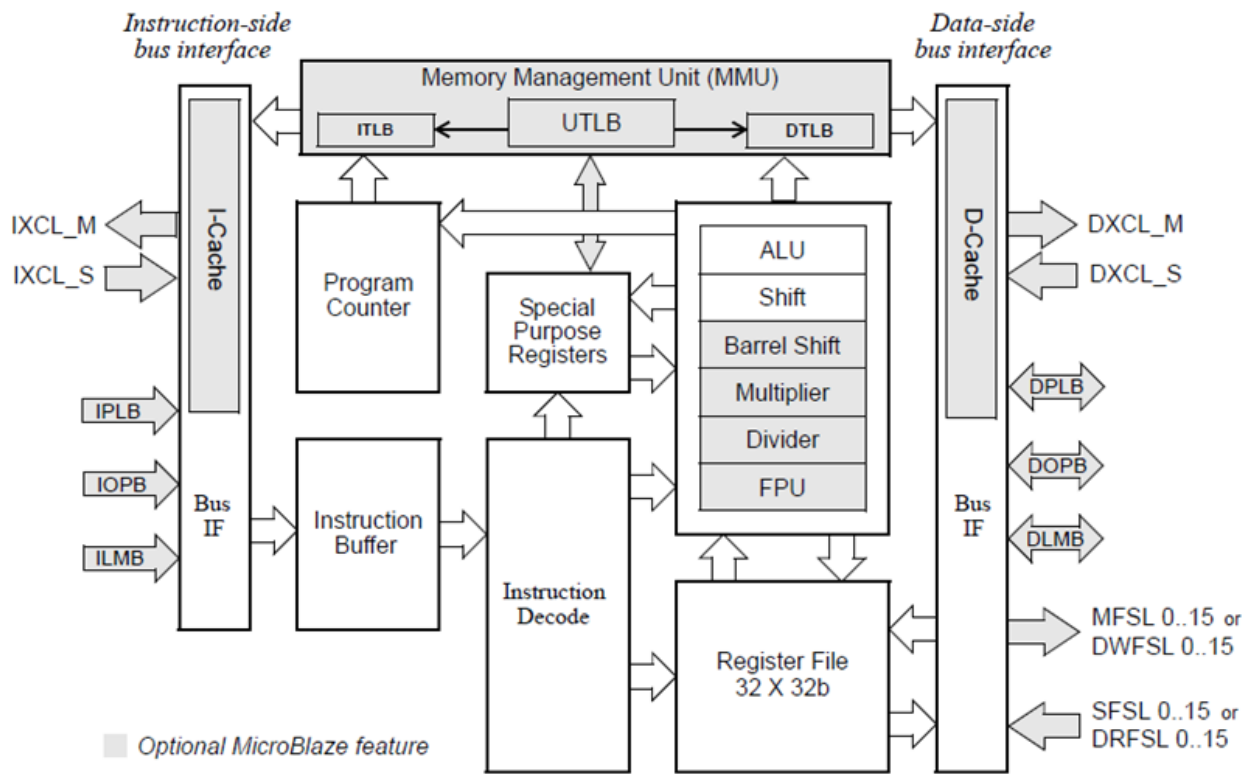 Instruction-side
bus interface
Data-side
bus interface
Memory Management Unit (MMU)
ITLB
UTLB
DTLB
I-Cache
D-Cache
IXCL_M
IXCL_S
DXCL_M
DXCL_S
Program
Counter
Special
Purpose
Registers
ALU
Shift
Barrel Shift
Multiplier
Divider
FPU
IPLB
IOPB
ILMB
Bus
IF
Instruction
Buffer
Instruction
Decode
Register File
32 X 32b
Bus
IF
DPLB
DOPB
DLMB
MFSL 0..15 or
DWFSL 0..15
SFSL 0..15 or
DRFSL 0..15
Optional MicroBlaze feature